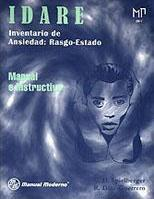 IDARE
Inventario de
Ansiedad: Rasgo-Estado
Manual
e instructivo
D. Spielberger
R. Díaz-Guerrero
Manual Moderno